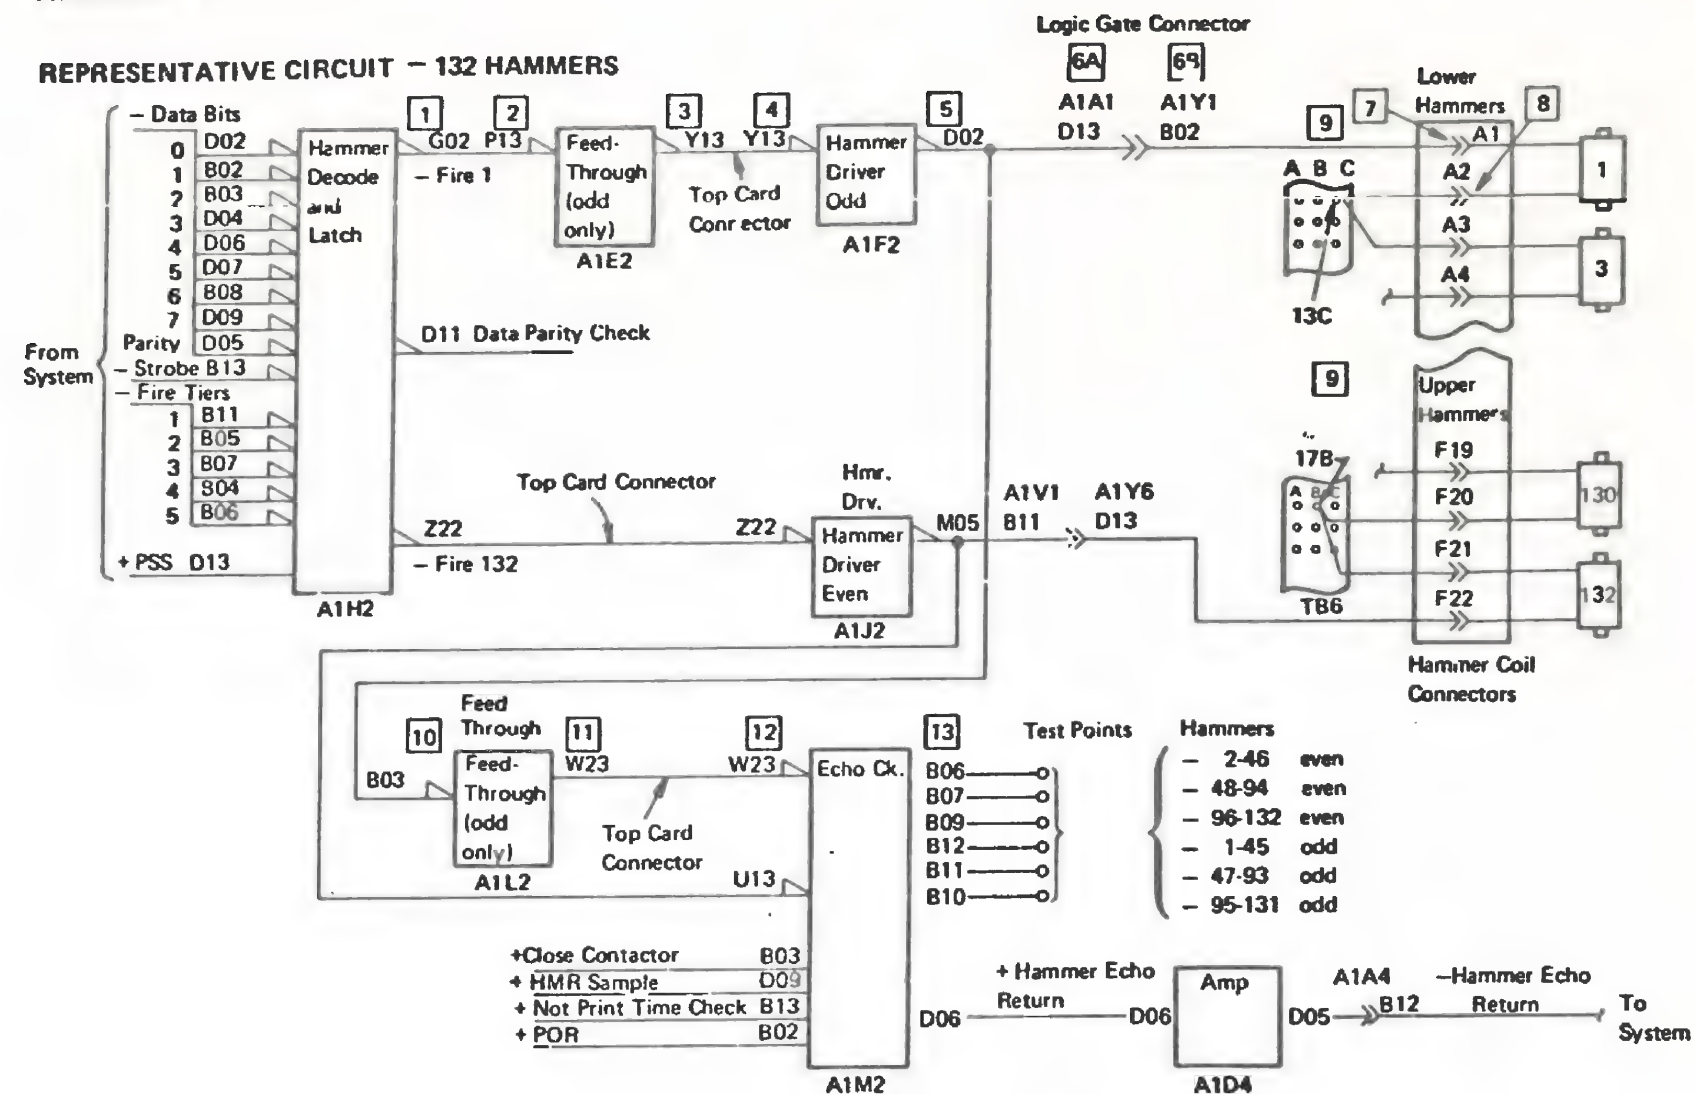 Logic Gate Connector
REPRESENTATIVE CIRCUIT — 132 HAMMERS
6A
A1A1 A1Y1
D13 B02
Lower
Hammers
7 8 9
A1
A2
A3
A4
1
3
A B C
13C
— Data Bits
0 D02
1 B02
2 B03
3 D04
4 D06
5 D07
6 B08
7 D09
Parity D05
— Strobe B13
— Fire Tiers
1 B11
2 B05
3 B07
4 B04
5 B06
+ PSS D13
From
System
Hammer
Decode
and
Latch
A1H2
1 2 3 4 5
G02 P13
— Fire 1
Feed-
Through
(odd
only)
A1E2
Y13 Y13
Top Card
Connector
Hammer
Driver
Odd
A1F2
D02
D11 Data Parity Check
Z22
— Fire 132
Top Card Connector
Z22
Hmr.
Drv.
Hammer
Driver
Even
A1J2
M05
A1V1 A1Y6
B11 D13
9
17B
A B C
TB6
Upper
Hammers
F19
F20
F21
F22
130
132
Hammer Coil
Connectors
Feed
Through
10 11 12 13
B03
Feed-
Through
(odd
only)
A1L2
W23 W23
Top Card
Connector
U13
Echo Ck.
A1M2
+Close Contactor B03
+ HMR Sample D09
+ Not Print Time Check B13
+ POR B02
Test Points
B06
B07
B09
B12
B11
B10
Hammers
— 2-46 even
— 48-94 even
— 96-132 even
— 1-45 odd
— 47-93 odd
— 95-131 odd
D06
+ Hammer Echo
Return
D06
Amp
A1D4
D05
A1A4
B12
—Hammer Echo
Return
To
System